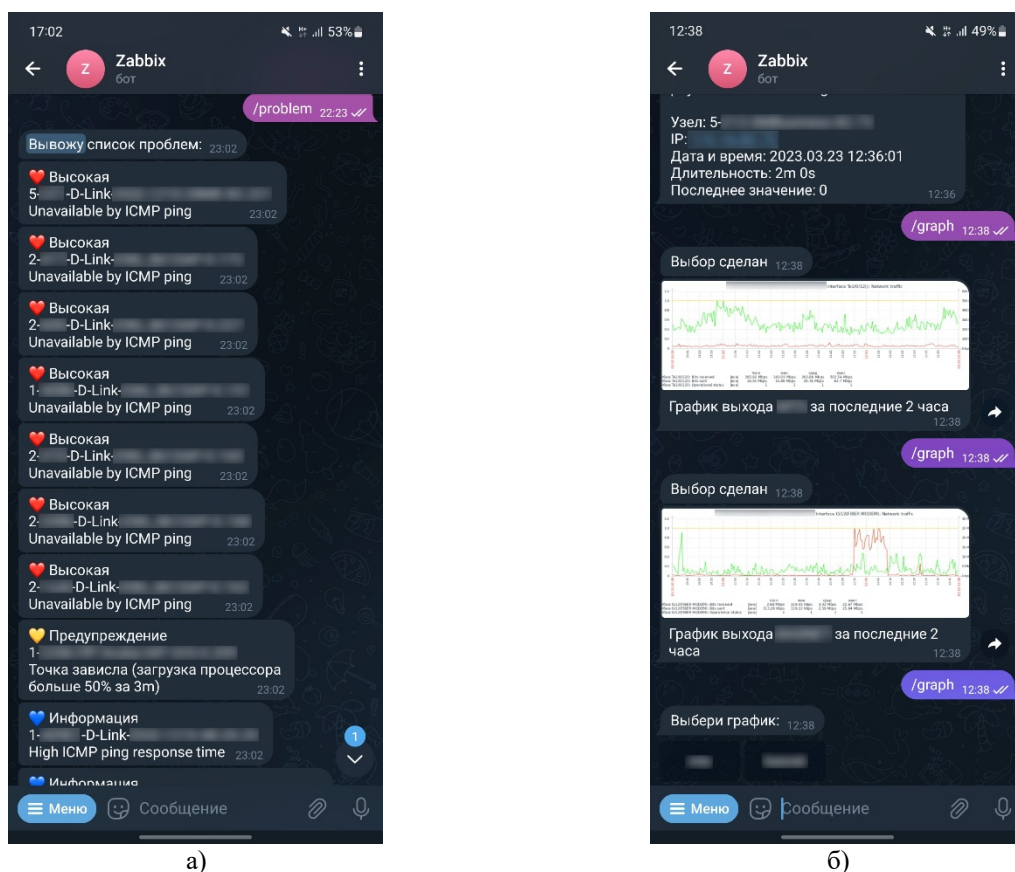 17:02
53%
Z
Zabbix
бот
/problem 22:23
Вывожу список проблем: 23:02
Высокая
5- -D-Link-
Unavailable by ICMP ping 23:02
Высокая
2- -D-Link-
Unavailable by ICMP ping 23:02
Высокая
2- -D-Link-
Unavailable by ICMP ping 23:02
Высокая
1- -D-Link-
Unavailable by ICMP ping 23:02
Высокая
2- -D-Link-
Unavailable by ICMP ping 23:02
Высокая
2- -D-Link-
Unavailable by ICMP ping 23:02
Высокая
2- -D-Link-
Unavailable by ICMP ping 23:02
Предупреждение
1-
Точка зависла (загрузка процессора
больше 50% за 3m) 23:02
Информация
1- -D-Link-
High ICMP ping response time 23:02
1
Информация
Меню Сообщение
а)
12:38
49%
Z
Zabbix
бот
Узел: 5-
IP:
Дата и время: 2023.03.23 12:36:01
Длительность: 2m 0s
Последнее значение: 0 12:36
/graph 12:38
Выбор сделан 12:38
График выхода за последние 2 часа
12:38
/graph 12:38
Выбор сделан 12:38
График выхода за последние 2
часа 12:38
/graph 12:38
Выбери график: 12:38
Меню Сообщение
б)